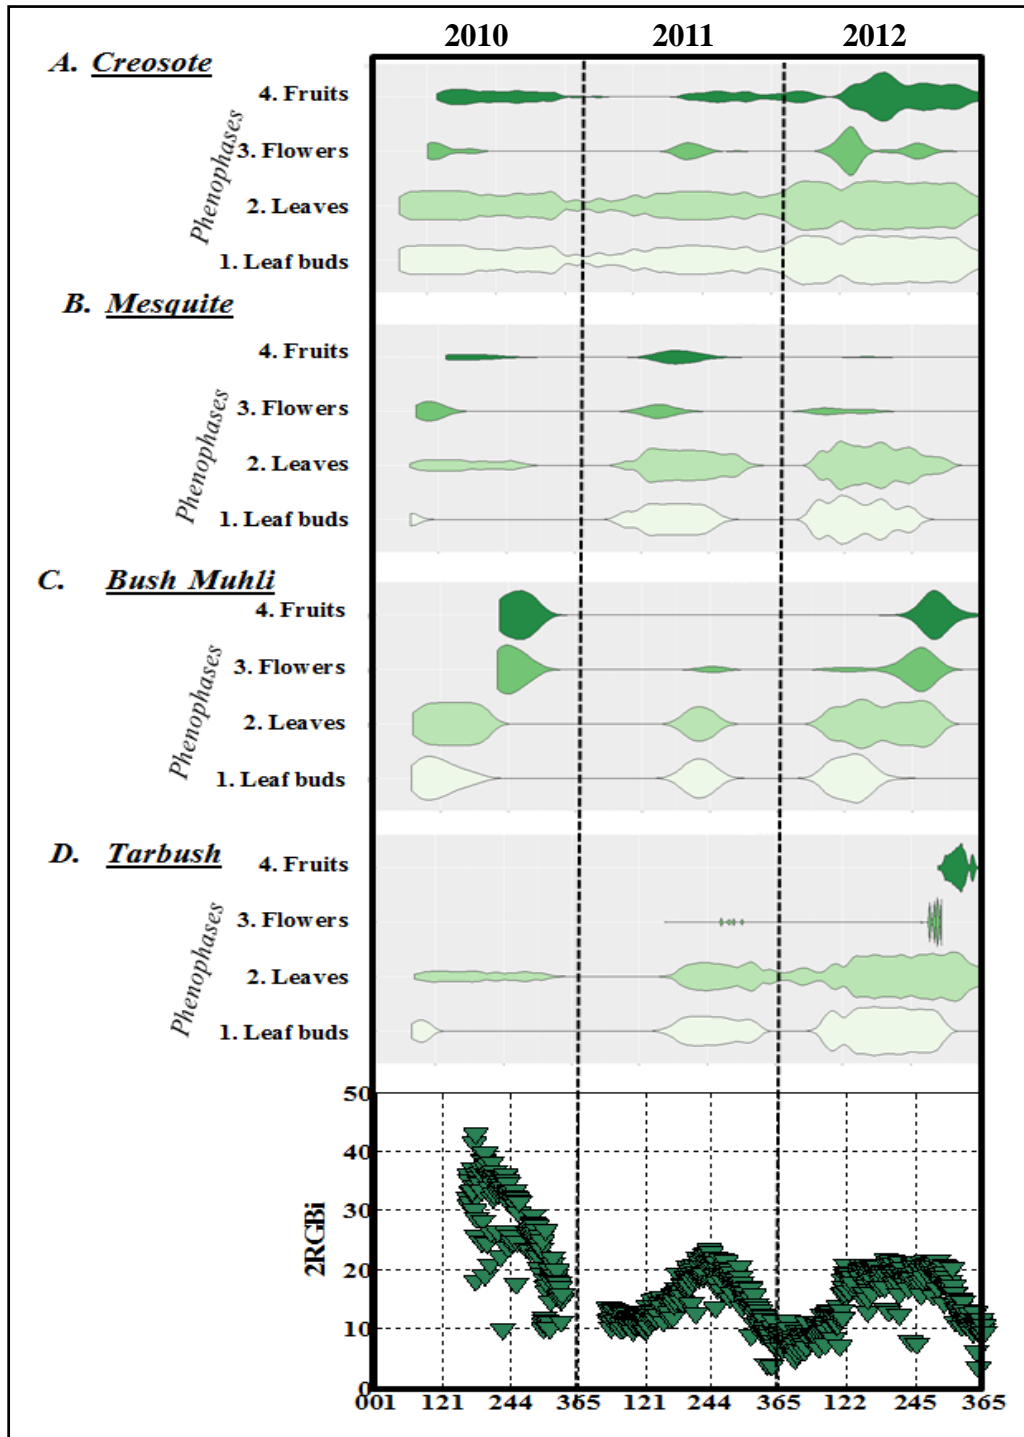 2010 2011 2012
A. Creosote
Phenophases
4. Fruits
3. Flowers
2. Leaves
1. Leaf buds
B. Mesquite
Phenophases
4. Fruits
3. Flowers
2. Leaves
1. Leaf buds
C. Bush Muhli
Phenophases
4. Fruits
3. Flowers
2. Leaves
1. Leaf buds
D. Tarbush
Phenophases
4. Fruits
3. Flowers
2. Leaves
1. Leaf buds
2RGBi
50
40
30
20
10
0
001 121 244 365 121 244 365 122 245 365